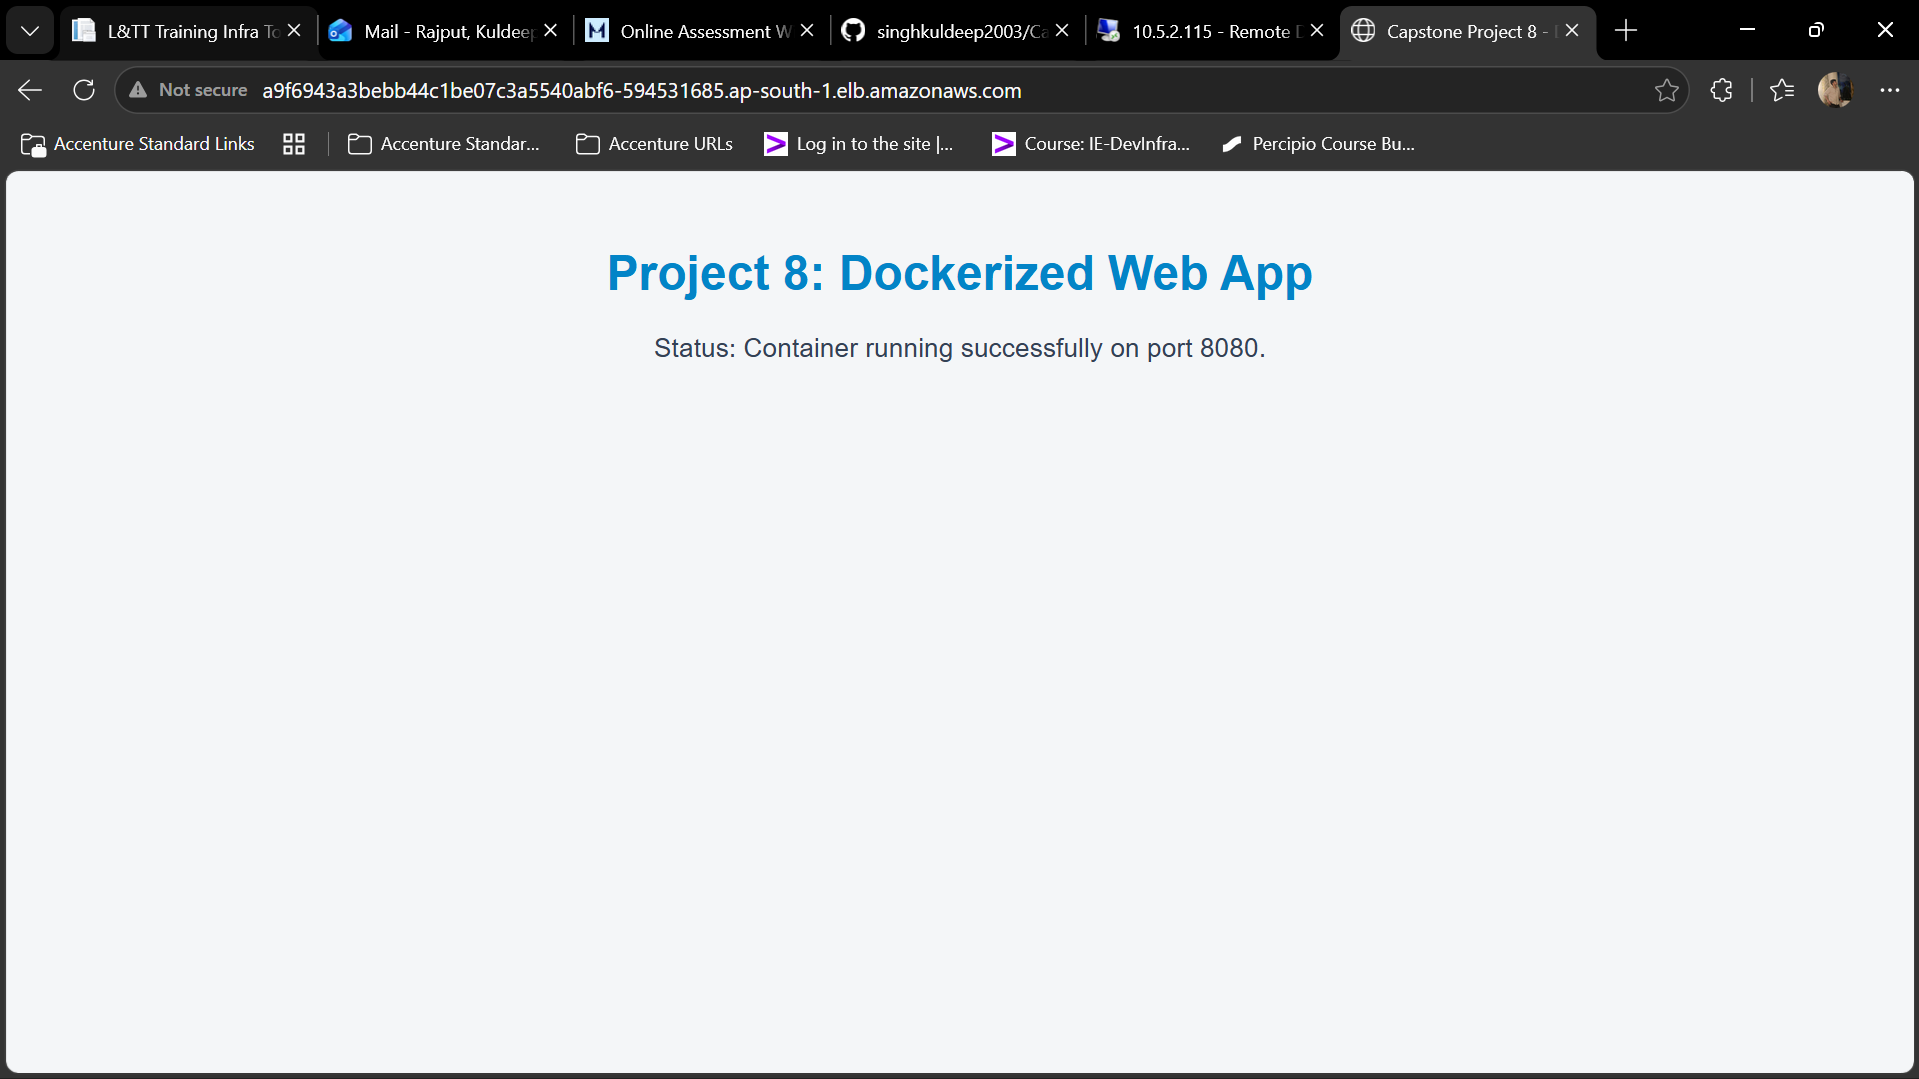 L&TT Training Infra To
Mail - Rajput, Kuldeep
Online Assessment W
singhkuldeep2003/Ca
10.5.2.115 - Remote D
Capstone Project 8 -
Not secure a9f6943a3bebb44c1be07c3a5540abf6-594531685.ap-south-1.elb.amazonaws.com
Accenture Standard Links
Accenture Standar...
Accenture URLs
Log in to the site |...
Course: IE-DevInfra...
Percipio Course Bu...
Project 8: Dockerized Web App
Status: Container running successfully on port 8080.